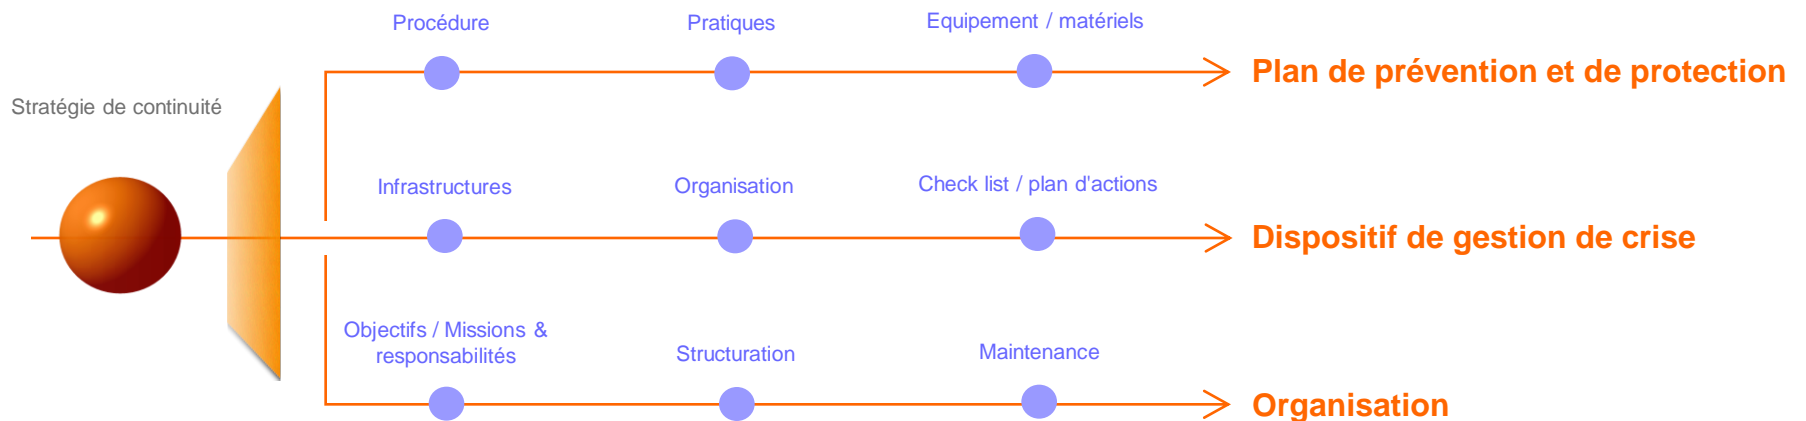 Procédure
Pratiques
Equipement / matériels
Plan de prévention et de protection
Stratégie de continuité
Infrastructures
Organisation
Check list / plan d'actions
Dispositif de gestion de crise
Objectifs / Missions &
responsabilités
Structuration
Maintenance
Organisation